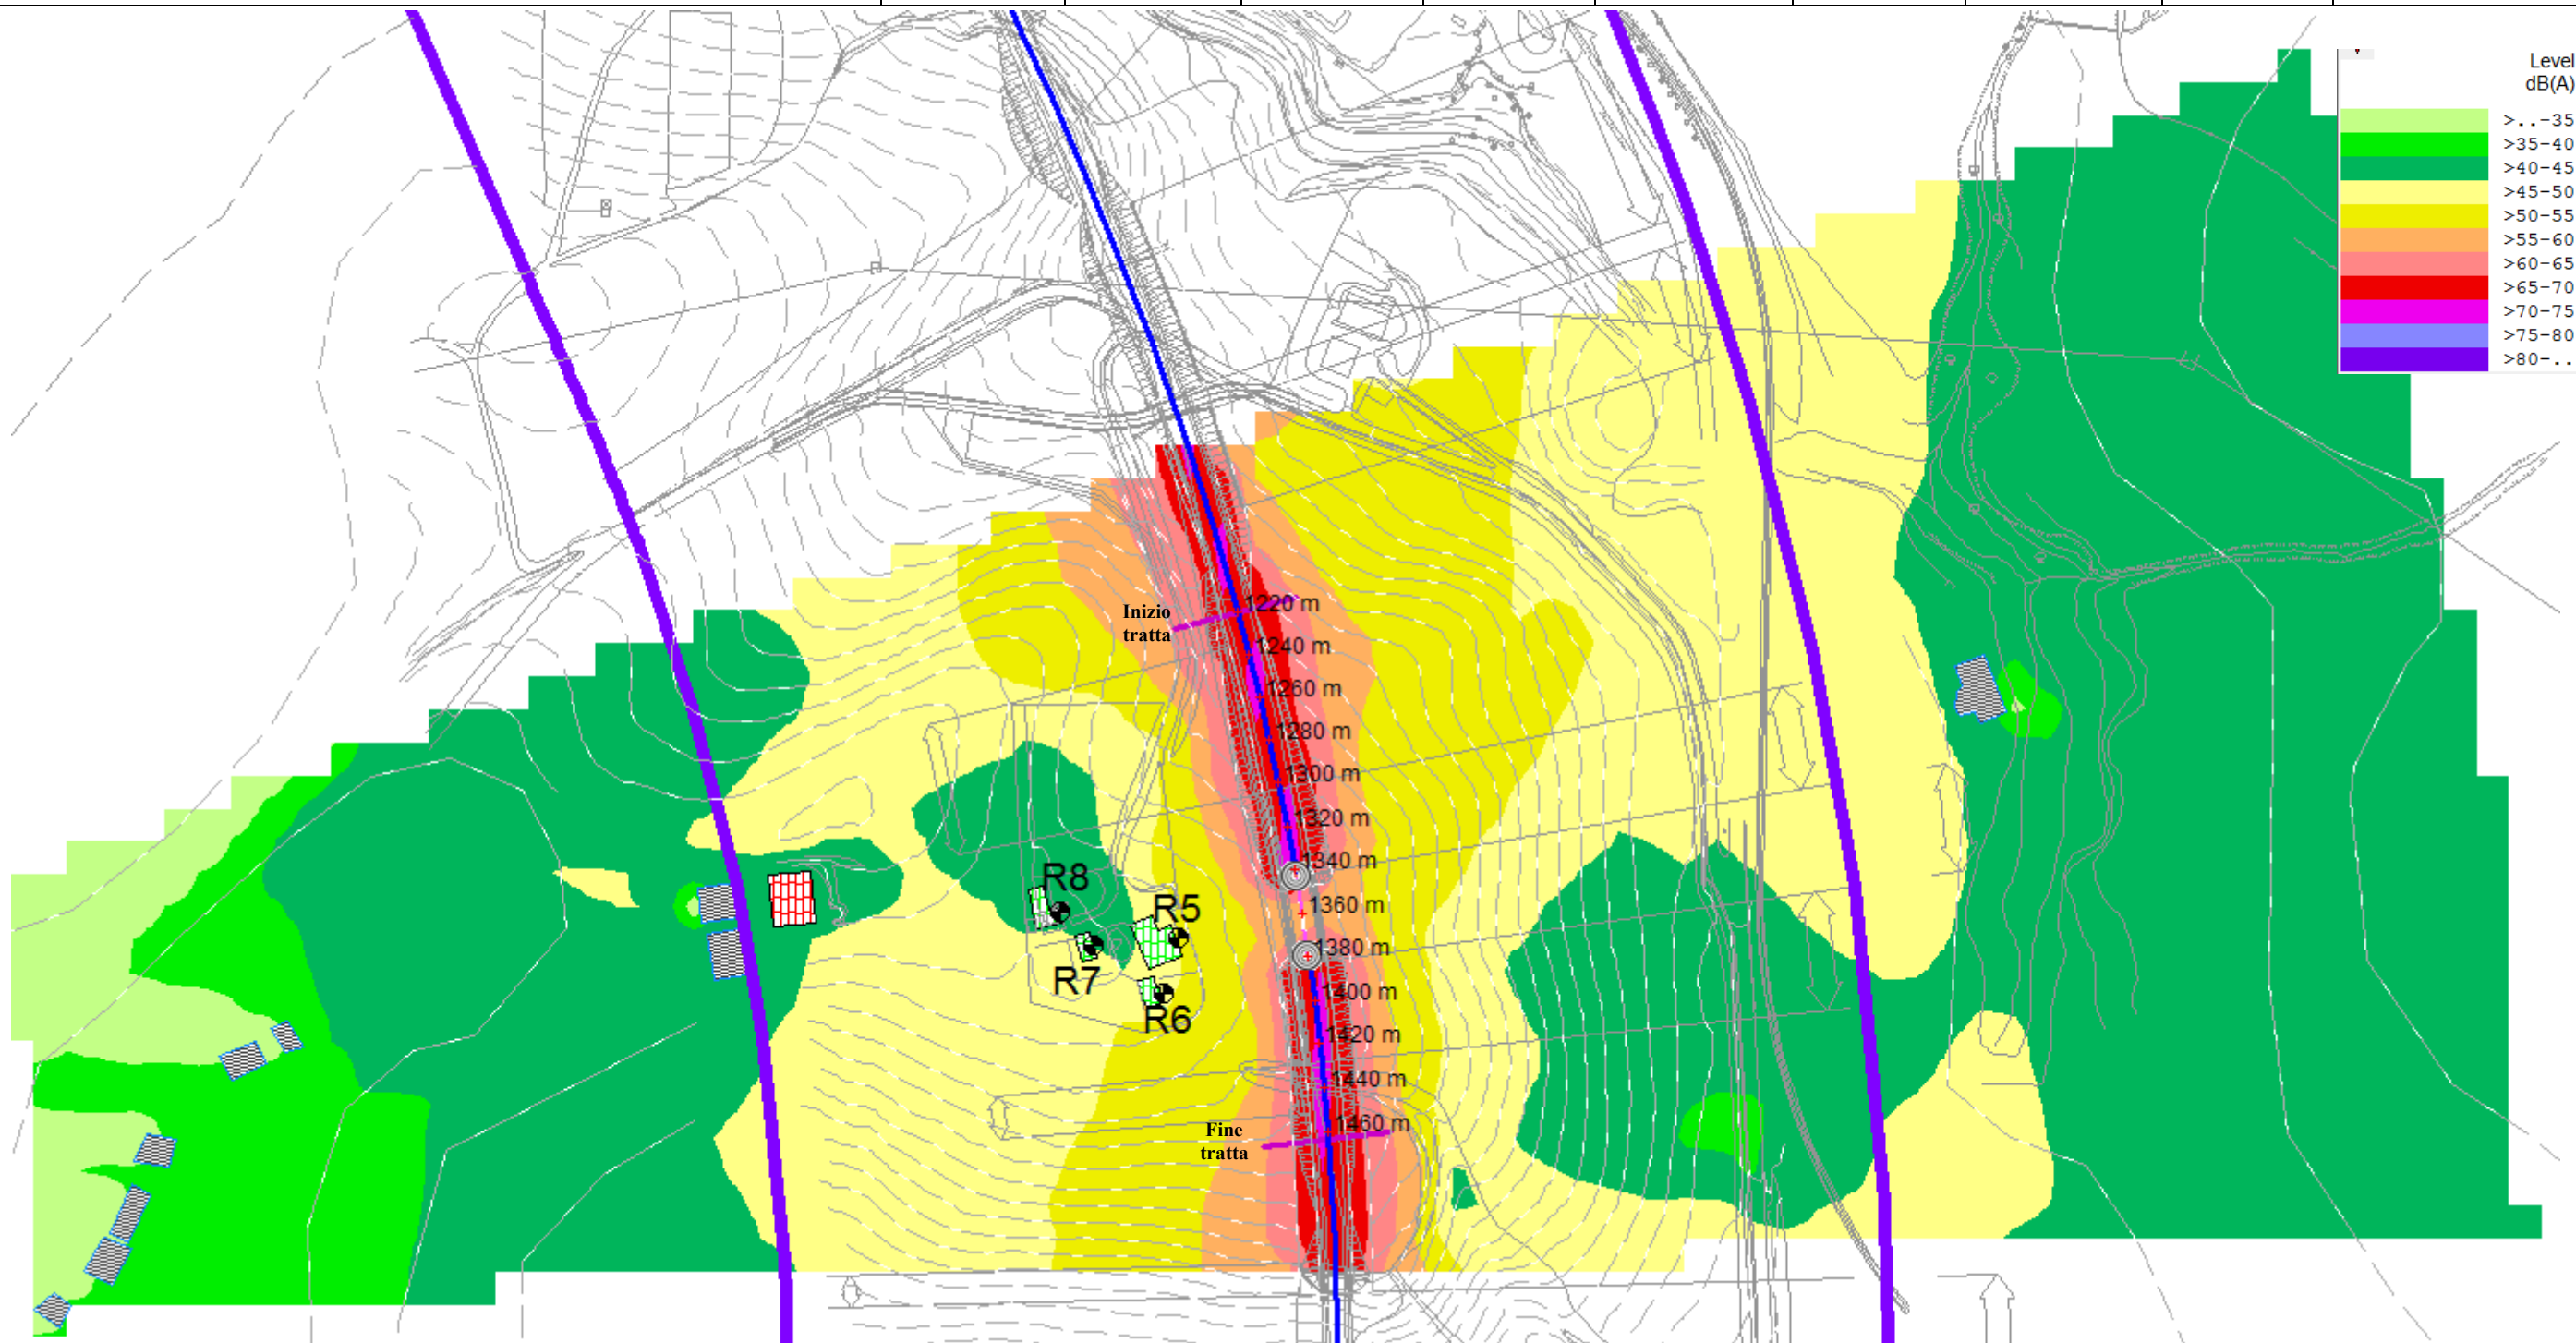 Level
dB(A)
>..-35
>35-40
>40-45
>45-50
>50-55
>55-60
>60-65
>65-70
>70-75
>75-80
>80-..
Inizio
tratta
1220 m
1240 m
1260 m
1280 m
1300 m
1320 m
1340 m
R8
R5
1360 m
1380 m
R7
1400 m
R6
1420 m
1440 m
Fine
tratta
1460 m